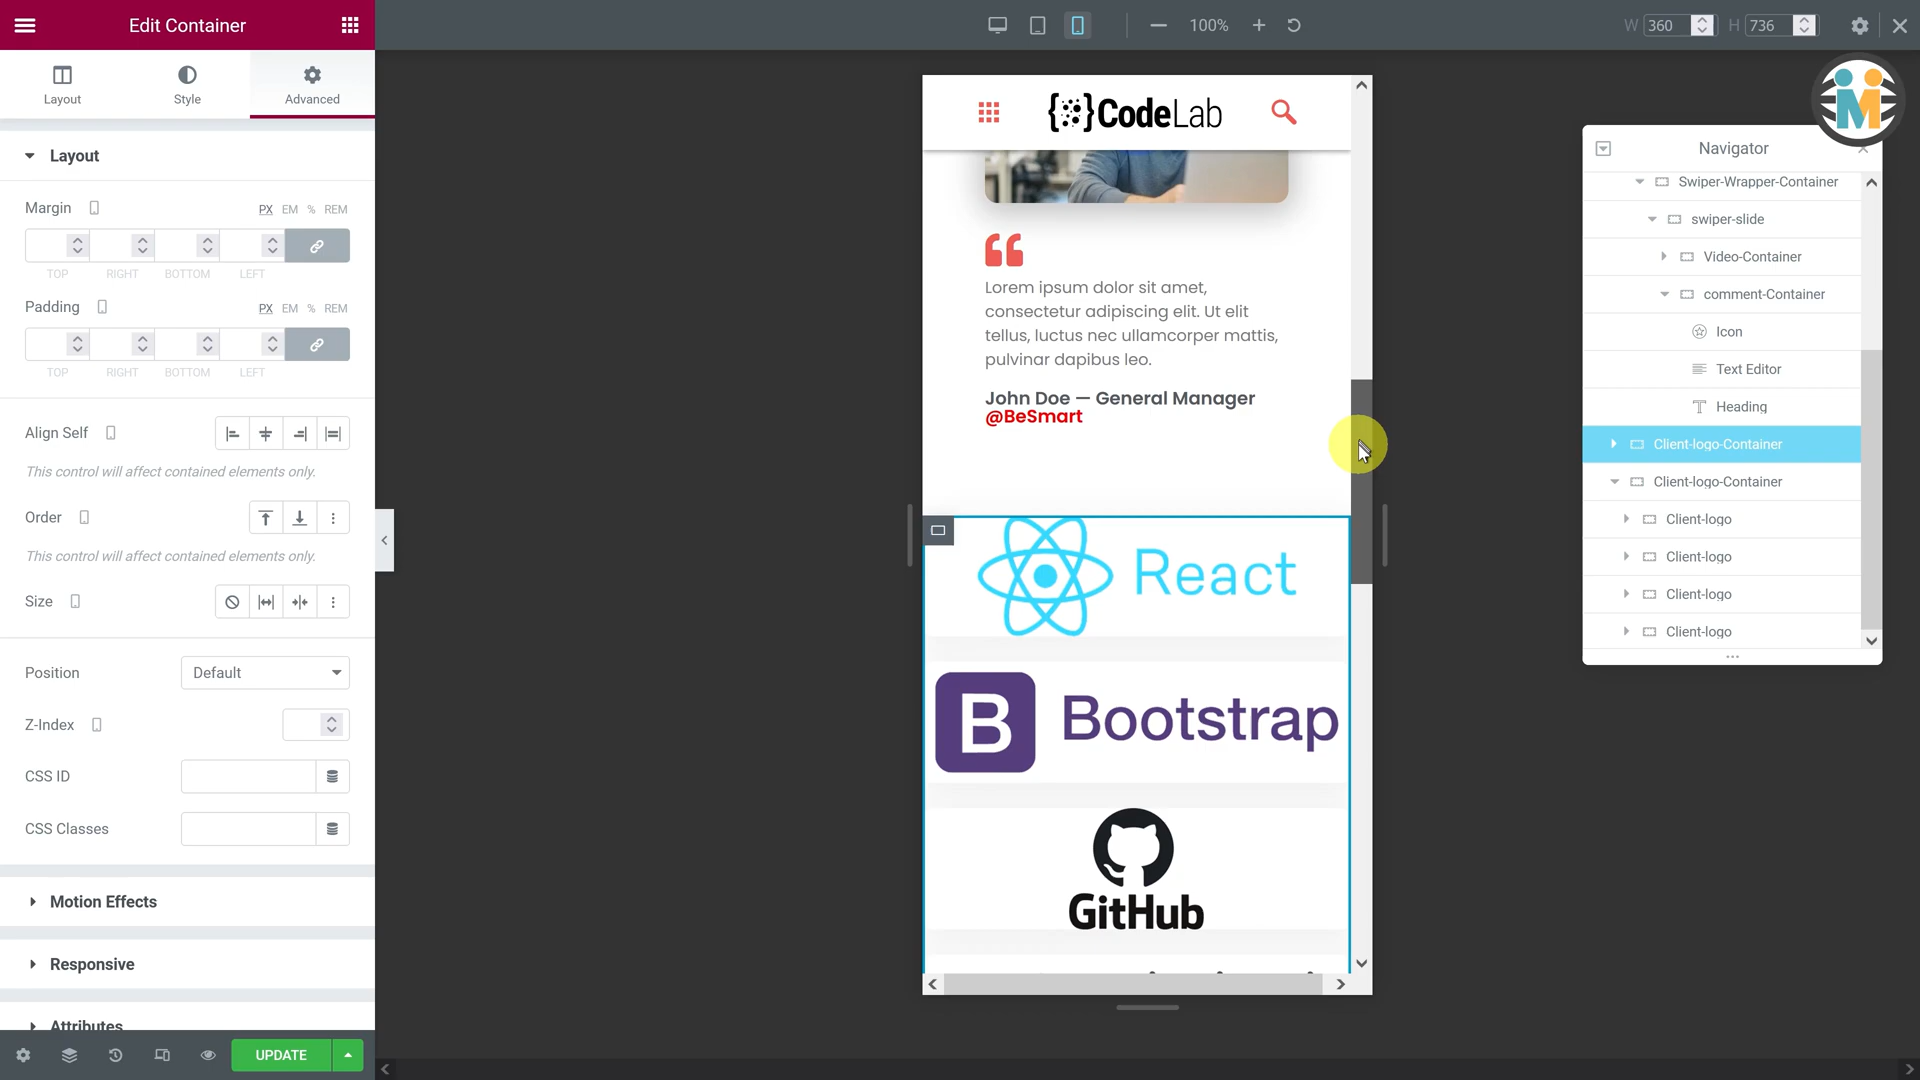 Edit Container
100%
W 360
H 736
Layout
Style
Advanced
Layout
Margin
PX EM % REM
TOP RIGHT BOTTOM LEFT
Padding
PX EM % REM
TOP RIGHT BOTTOM LEFT
Align Self
This control will affect contained elements only.
Order
This control will affect contained elements only.
Size
Position
Default
Z-Index
CSS ID
CSS Classes
Motion Effects
Responsive
Attributes
UPDATE
{}CodeLab
Lorem ipsum dolor sit amet,
consectetur adipiscing elit. Ut elit
tellus, luctus nec ullamcorper mattis,
pulvinar dapibus leo.
John Doe — General Manager
@BeSmart
React
B Bootstrap
GitHub
M
Navigator
Swiper-Wrapper-Container
swiper-slide
Video-Container
comment-Container
Icon
Text Editor
Heading
Client-logo-Container
Client-logo-Container
Client-logo
Client-logo
Client-logo
Client-logo